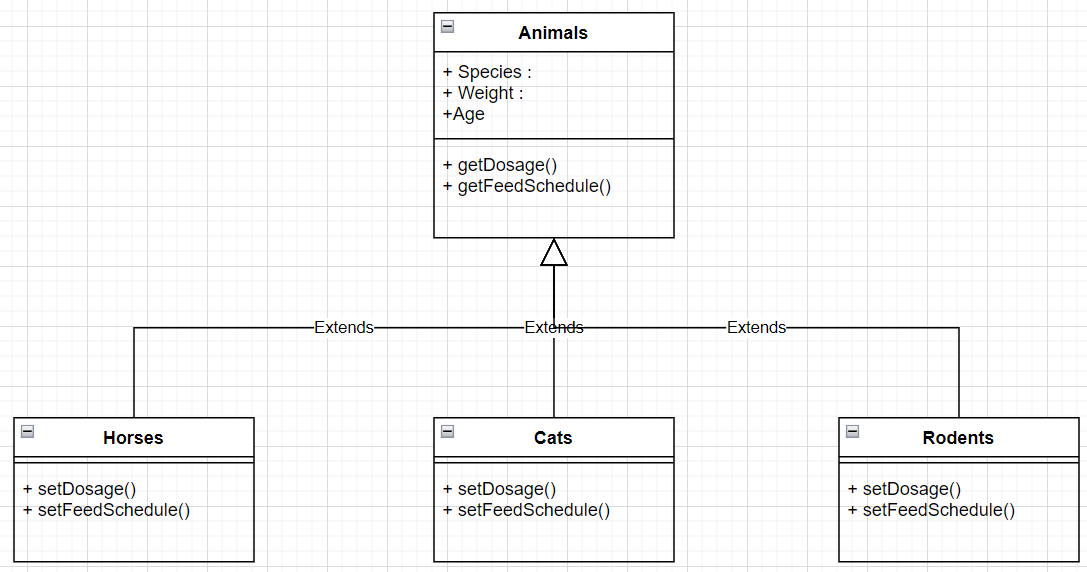 Animals
+ Species :
+ Weight :
+Age
+ getDosage()
+ getFeedSchedule()
Extends
Extends
Extends
Horses
+ setDosage()
+ setFeedSchedule()
Cats
+ setDosage()
+ setFeedSchedule()
Rodents
+ setDosage()
+ setFeedSchedule()